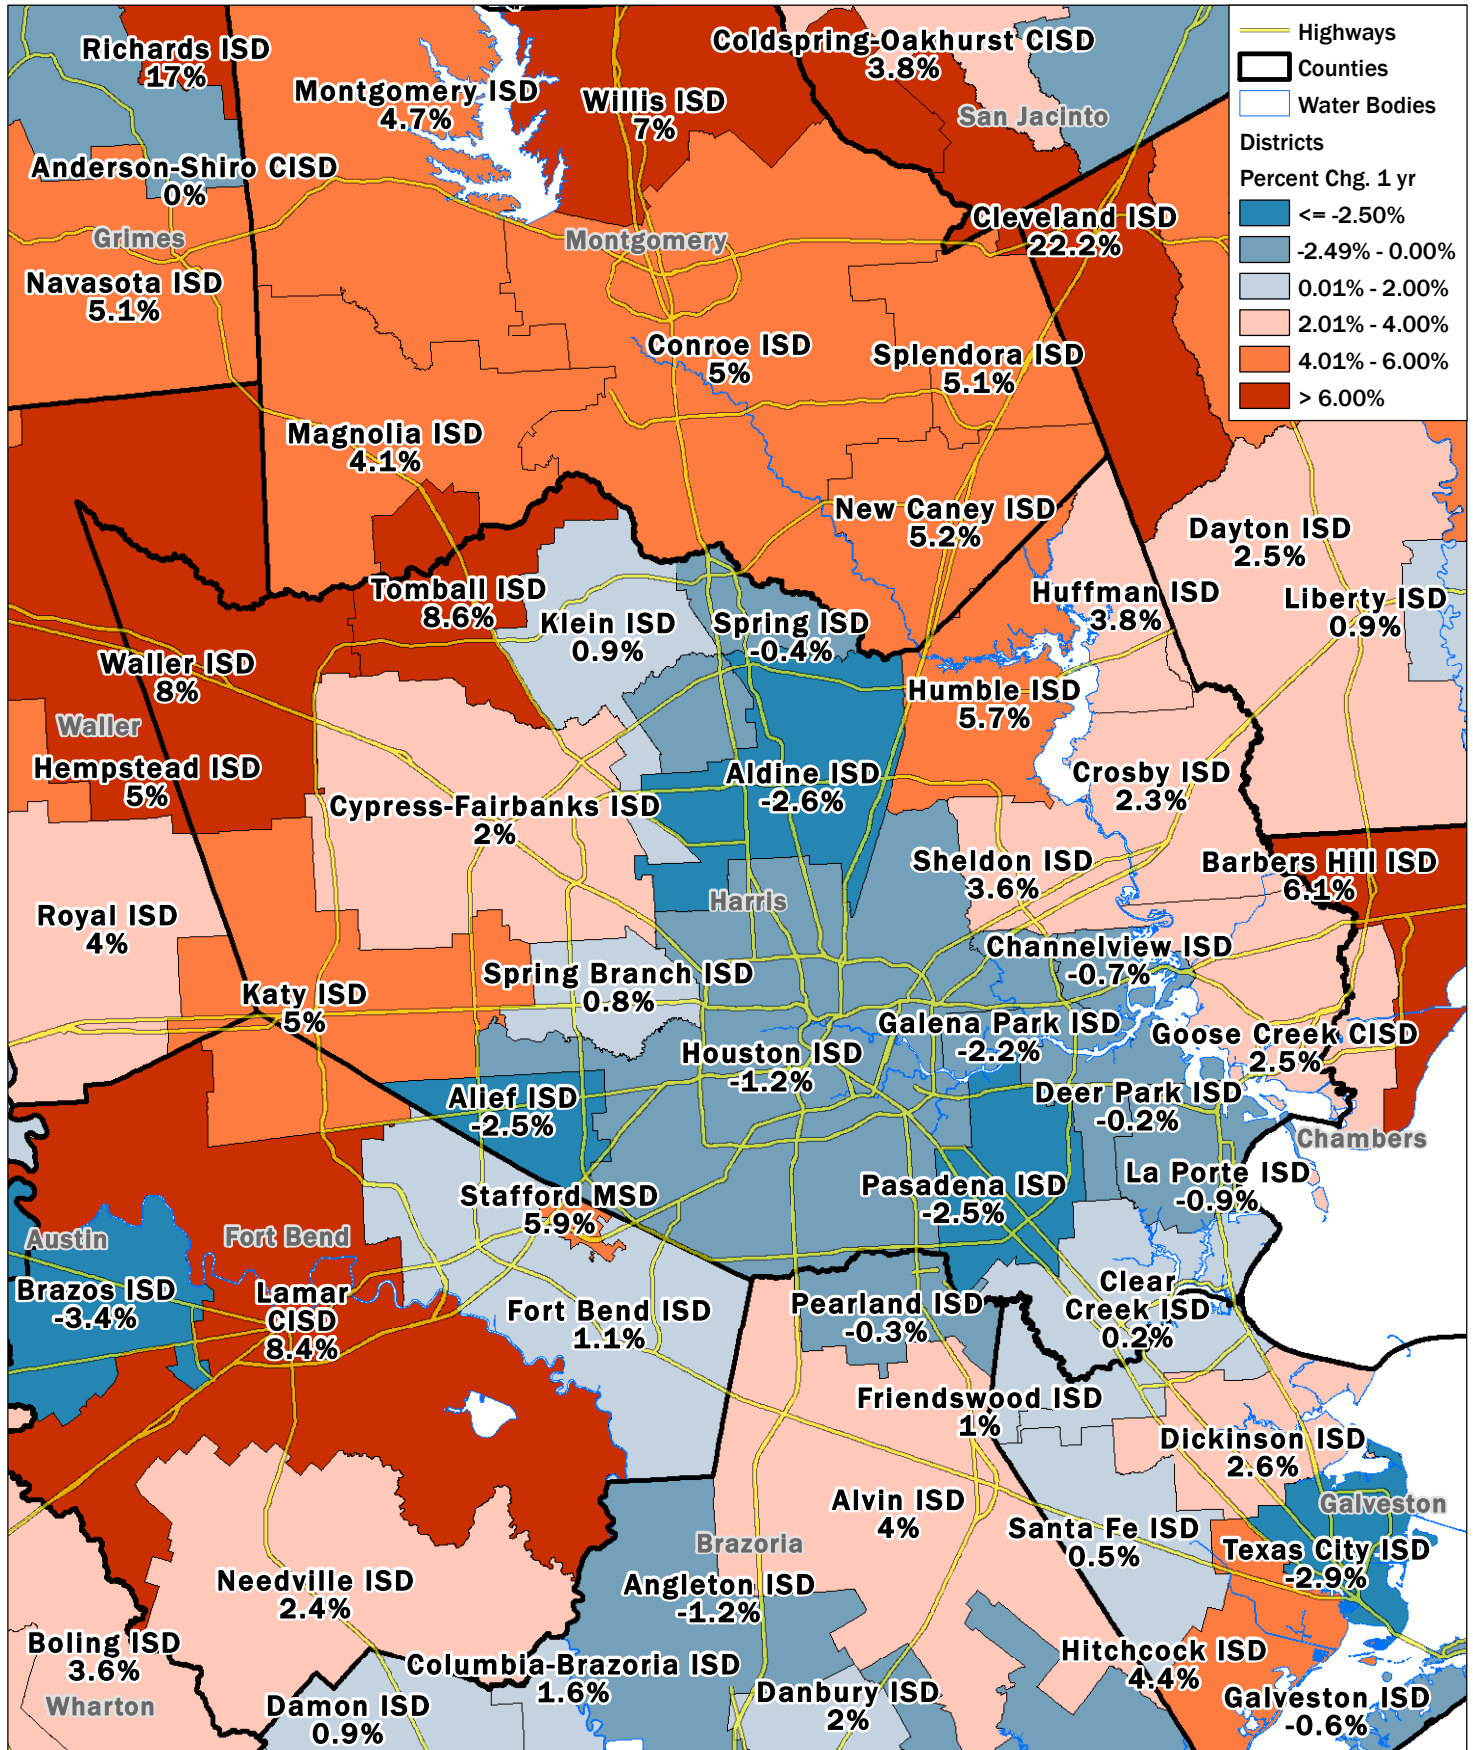 Richards ISD
17%
Coldspring-Oakhurst CISD
3.8%
Montgomery ISD
4.7%
Willis ISD
7%
San Jacinto
Anderson-Shiro CISD
0%
Grimes
Montgomery
Cleveland ISD
22.2%
Navasota ISD
5.1%
Conroe ISD
5%
Splendora ISD
5.1%
Magnolia ISD
4.1%
New Caney ISD
5.2%
Dayton ISD
2.5%
Tomball ISD
8.6%
Klein ISD
0.9%
Spring ISD
-0.4%
Huffman ISD
3.8%
Liberty ISD
0.9%
Waller ISD
8%
Humble ISD
5.7%
Waller
Hempstead ISD
5%
Cypress-Fairbanks ISD
2%
Aldine ISD
-2.6%
Crosby ISD
2.3%
Sheldon ISD
3.6%
Barbers Hill ISD
6.1%
Harris
Royal ISD
4%
Channelview ISD
-0.7%
Spring Branch ISD
0.8%
Katy ISD
5%
Galena Park ISD
-2.2%
Goose Creek CISD
2.5%
Houston ISD
-1.2%
Alief ISD
-2.5%
Deer Park ISD
-0.2%
Chambers
La Porte ISD
-0.9%
Pasadena ISD
-2.5%
Stafford MSD
5.9%
Austin
Fort Bend
Brazos ISD
-3.4%
Lamar
CISD
8.4%
Fort Bend ISD
1.1%
Pearland ISD
-0.3%
Clear
Creek ISD
0.2%
Friendswood ISD
1%
Dickinson ISD
2.6%
Alvin ISD
4%
Santa Fe ISD
0.5%
Galveston
Texas City ISD
-2.9%
Brazoria
Needville ISD
2.4%
Angleton ISD
-1.2%
Boling ISD
3.6%
Wharton
Columbia-Brazoria ISD
1.6%
Hitchcock ISD
4.4%
Damon ISD
0.9%
Danbury ISD
2%
Galveston ISD
-0.6%
Highways
Counties
Water Bodies
Districts
Percent Chg. 1 yr
<= -2.50%
-2.49% - 0.00%
0.01% - 2.00%
2.01% - 4.00%
4.01% - 6.00%
> 6.00%